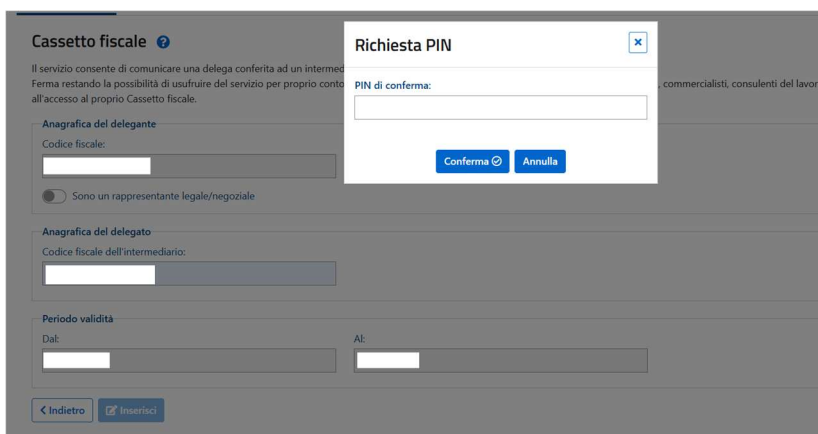 Cassetto fiscale ?
Il servizio consente di comunicare una delega conferita ad un intermed
Ferma restando la possibilità di usufruire del servizio per proprio conto , commercialisti, consulenti del lavor
all'accesso al proprio Cassetto fiscale.
Anagrafica del delegante
Codice fiscale:
Sono un rappresentante legale/negoziale
Anagrafica del delegato
Codice fiscale dell'intermediario:
Periodo validità
Dal: Al:
Indietro Inserisci
Richiesta PIN
PIN di conferma:
Conferma Annulla